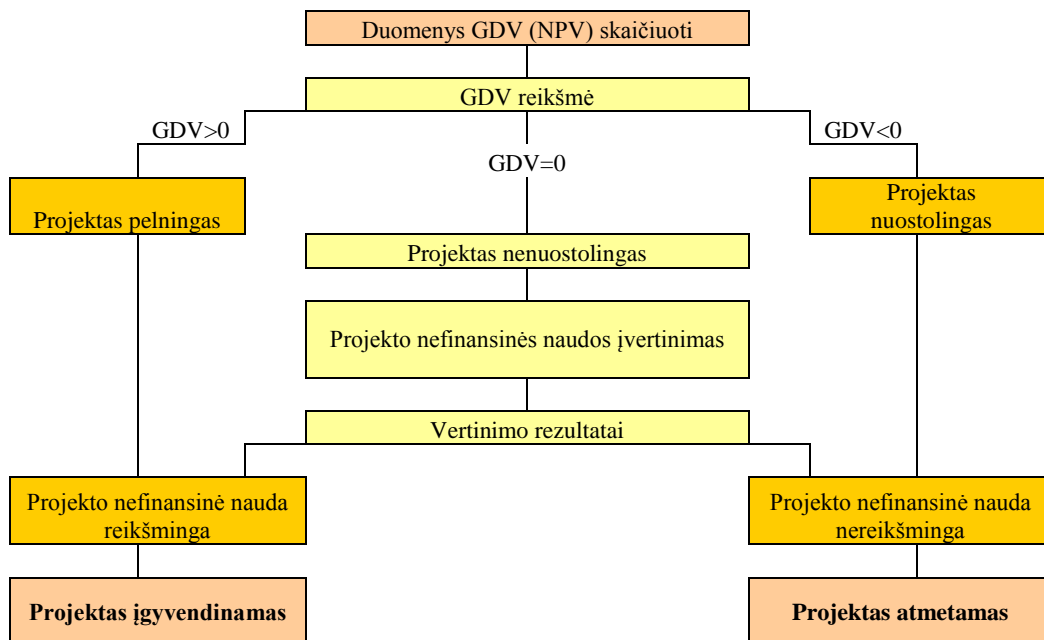 Duomenys GDV (NPV) skaičiuoti
GDV reikšmė
GDV>0
GDV<0
GDV=0
Projektas pelningas
Projektas
nuostolingas
Projektas nenuostolingas
Projekto nefinansinės naudos įvertinimas
Vertinimo rezultatai
Projekto nefinansinė nauda
reikšminga
Projekto nefinansinė nauda
nereikšminga
Projektas įgyvendinamas
Projektas atmetamas